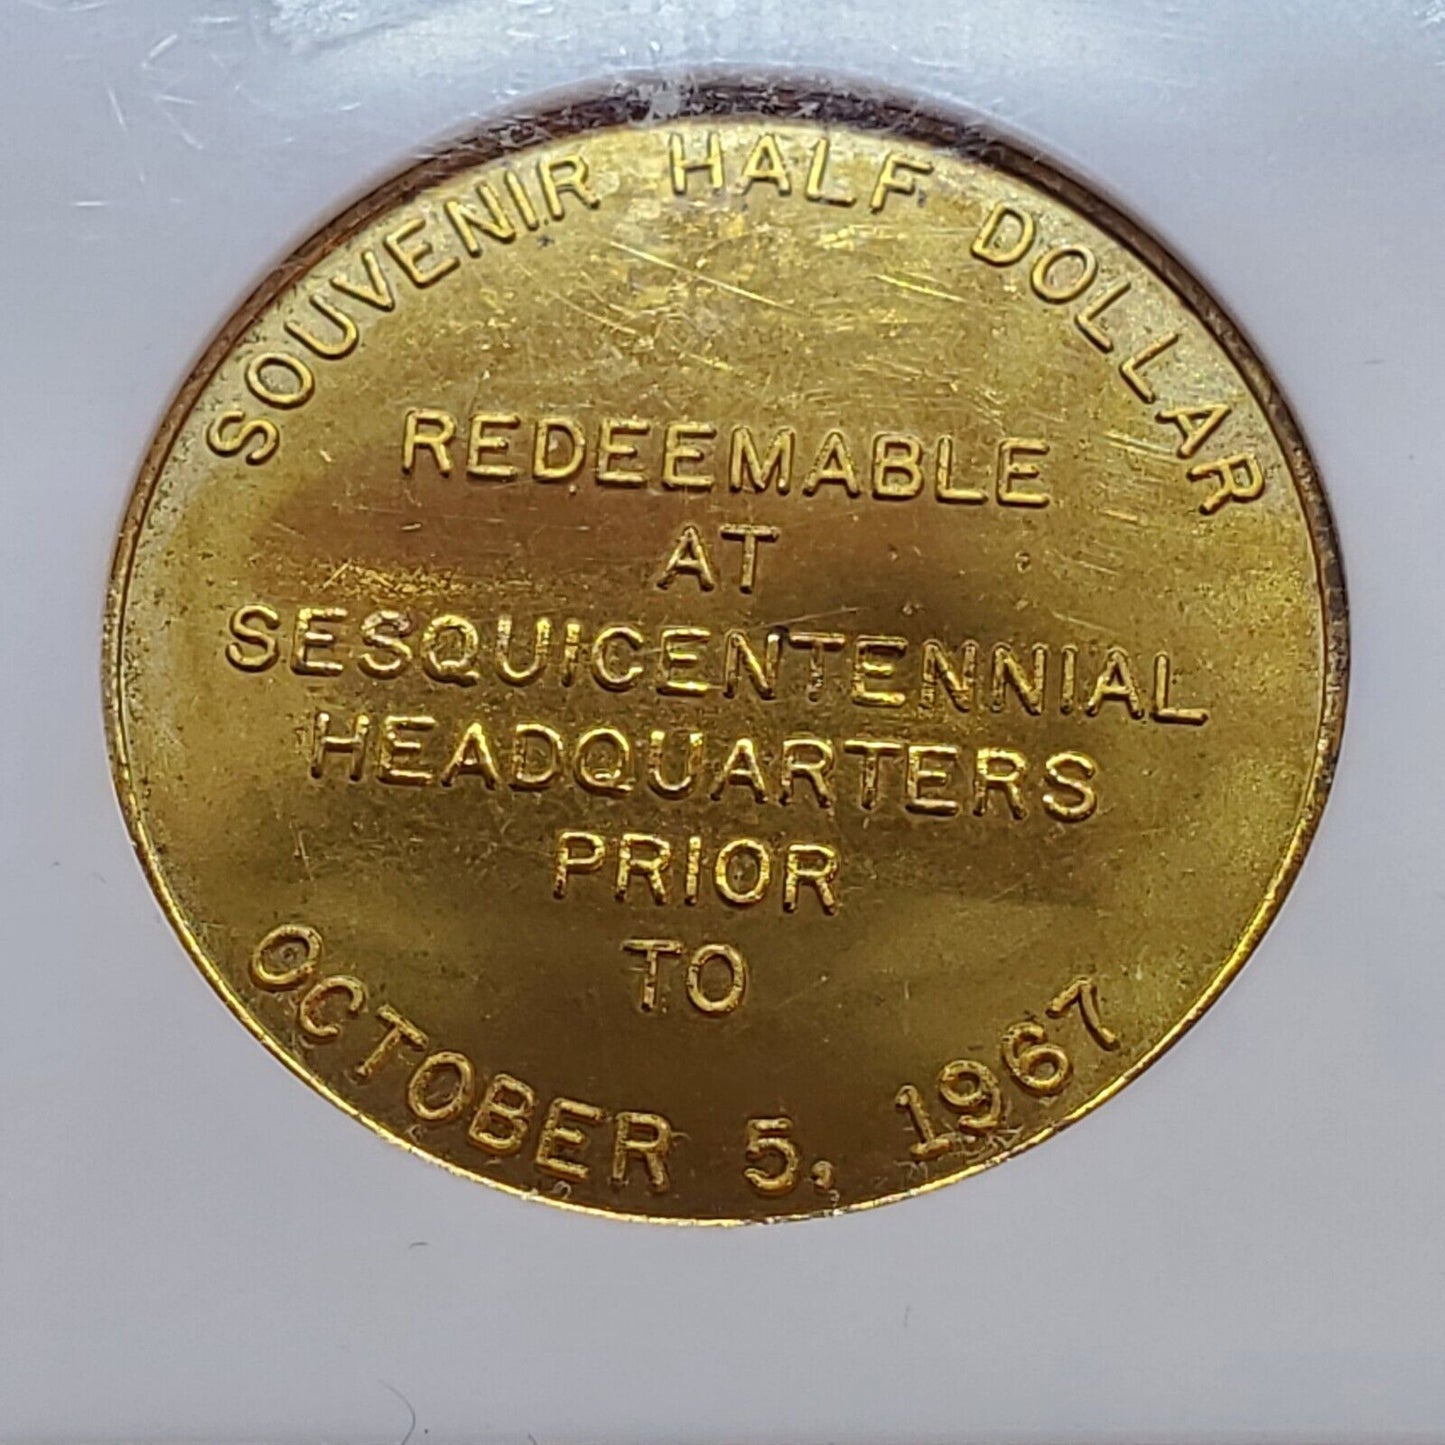 SOUVENIR HALF DOLLAR
REDEEMABLE
AT
SESQUICENTENNIAL
HEADQUARTERS
PRIOR
TO
OCTOBER 5, 1967